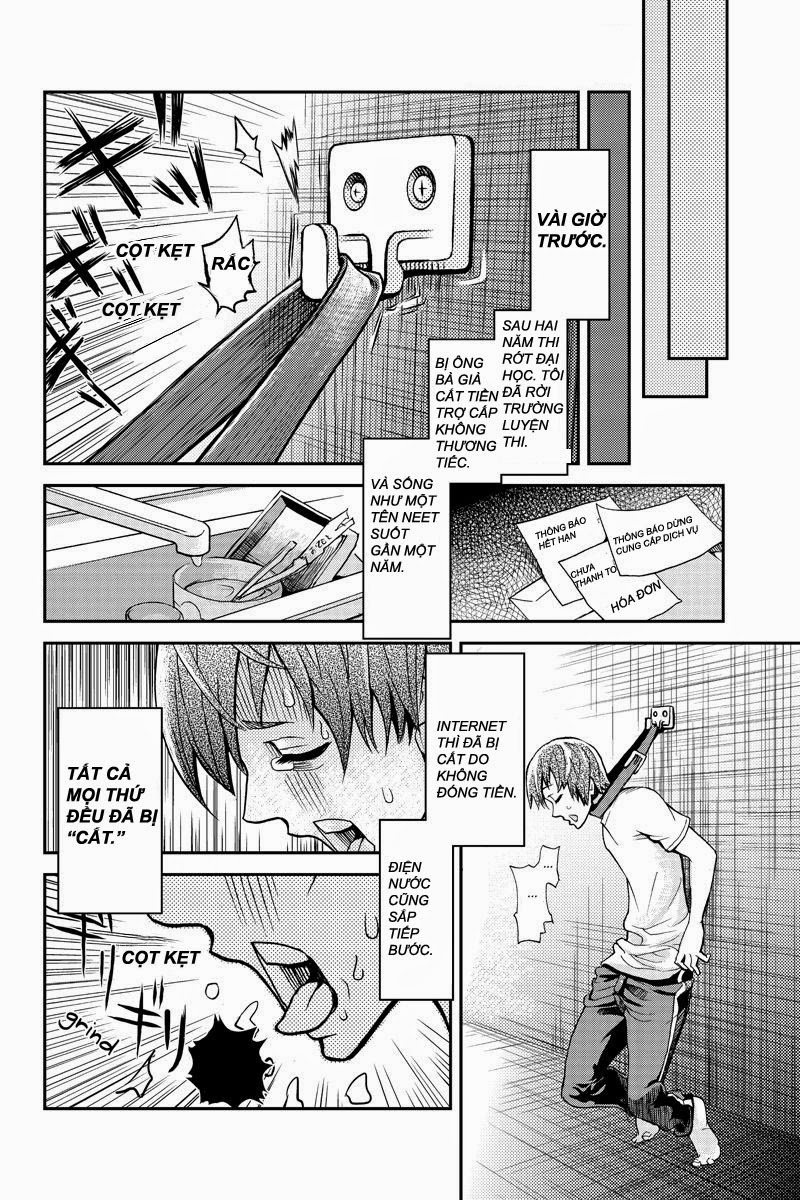 VÀI GIỜ
TRƯỚC.
SAU HAI
NĂM THI
RỚT ĐẠI
HỌC. TÔI
ĐÃ RỜI
TRƯỜNG
LUYỆN
THI.
BỊ ÔNG
BẢ GIẢ
CẮT TIỀN
TRỢ CẤP
KHÔNG
THƯƠNG
TIẾC.
CỌT KẸT
RẮC
CỌT KẸT
VÀ SỐNG
NHƯ MỘT
TÊN NEET
SUỐT
GẦN MỘT
NĂM.
THÔNG BÁO
HẾT HẠN
THÔNG BÁO DỪNG
CUNG CẤP DỊCH VỤ
CHƯA
THANH TO
HÓA ĐƠN
INTERNET
THÌ ĐÃ BỊ
CẮT DO
KHÔNG
ĐÓNG TIỀN.
ĐIỆN
NƯỚC
CŨNG
SẮP
TIẾP
BƯỚC.
TẤT CẢ
MỌI THỨ
ĐỀU ĐÃ BỊ
“CẮT.”
...
...
CỌT KẸT
grind